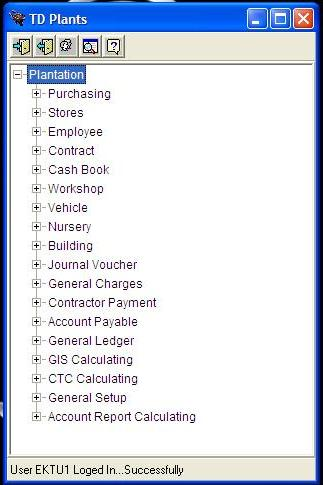 TD Plants
Plantation
Purchasing
Stores
Employee
Contract
Cash Book
Workshop
Vehicle
Nursery
Building
Journal Voucher
General Charges
Contractor Payment
Account Payable
General Ledger
GIS Calculating
CTC Calculating
General Setup
Account Report Calculating
User EKTU1 Loged In...Successfully